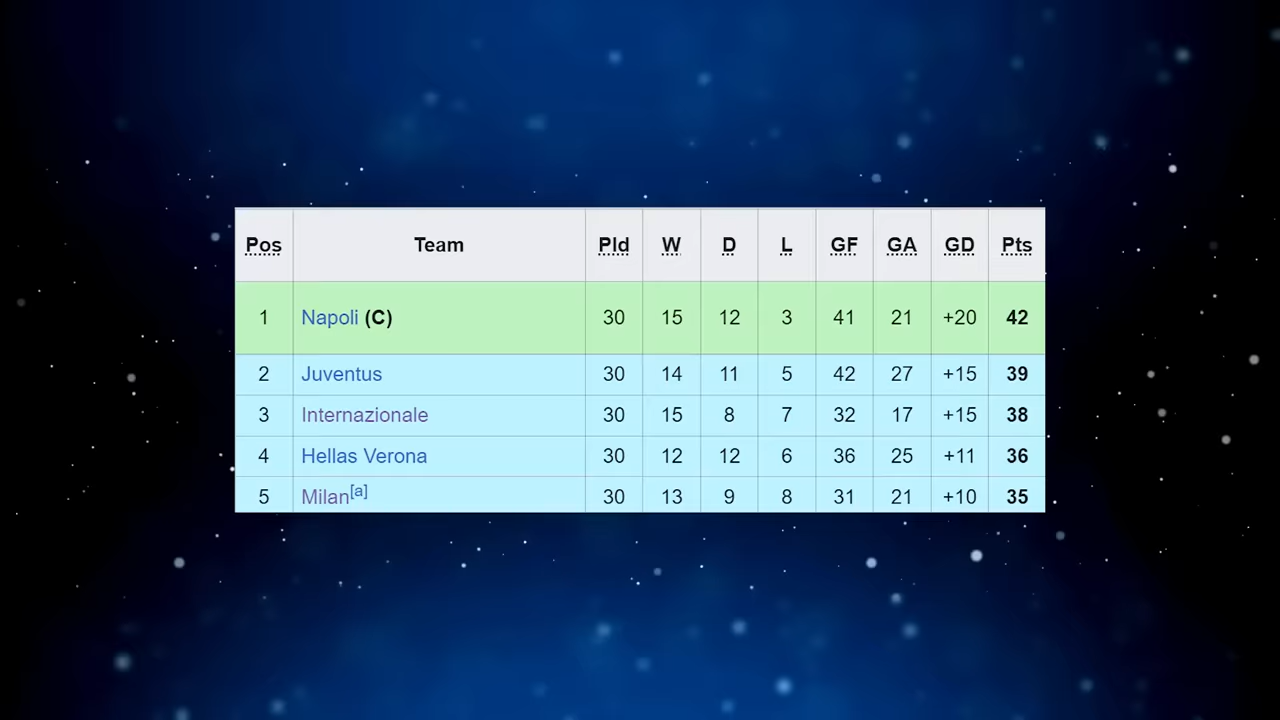 Pos Team Pld W D L GF GA GD Pts
1 Napoli (C) 30 15 12 3 41 21 +20 42
2 Juventus 30 14 11 5 42 27 +15 39
3 Internazionale 30 15 8 7 32 17 +15 38
4 Hellas Verona 30 12 12 6 36 25 +11 36
5 Milan[a] 30 13 9 8 31 21 +10 35